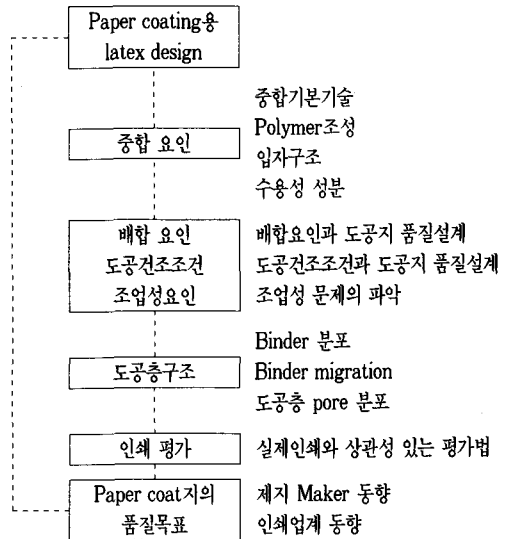 Paper coating용
latex design
중합기본기술
Polymer조성
중합 요인
입자구조
수용성 성분
배합 요인 배합요인과 도공지 품질설계
도공건조조건 도공건조조건과 도공지 품질설계
조업성요인 조업성 문제의 파악
Binder 분포
도공층구조 Binder migration
도공층 pore 분포
인쇄 평가 실제인쇄와 상관성 있는 평가법
Paper coat지의 제지 Maker 동향
품질목표 인쇄업계 동향